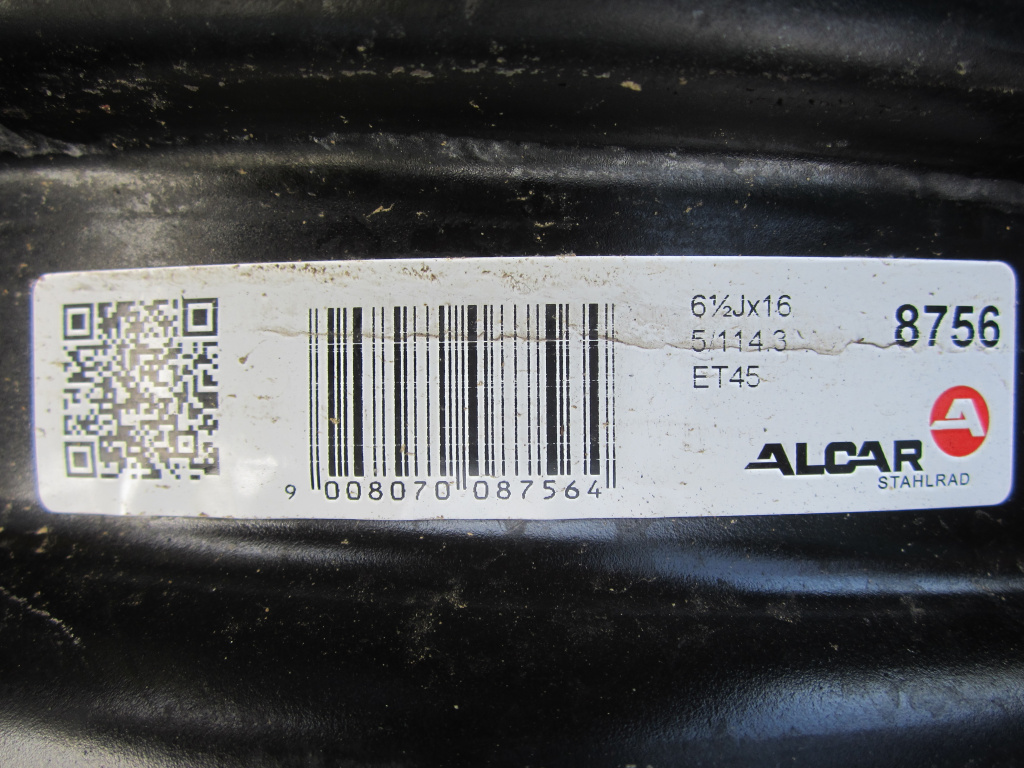 9 008070 087564
6½Jx16
5/114.3
ET45
8756
ALCAR
STAHLRAD